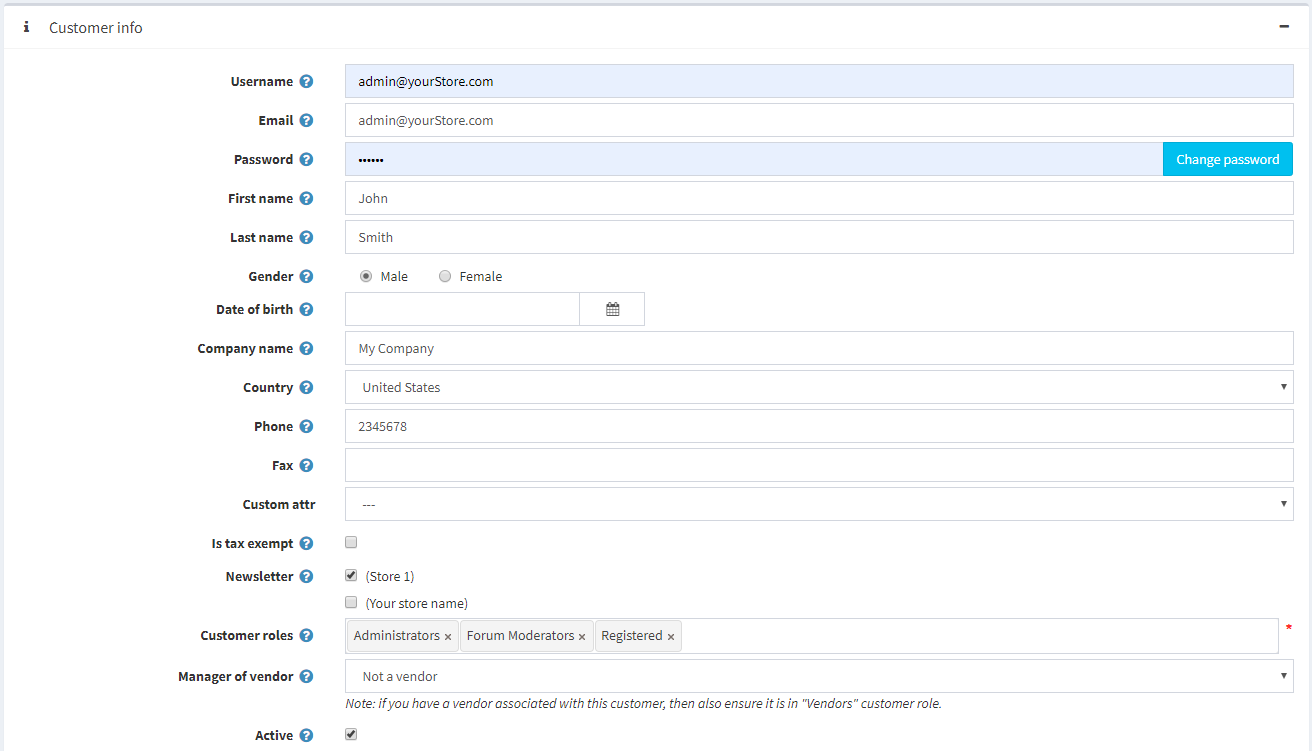 Customer info
Username admin@yourStore.com
Email admin@yourStore.com
Password •••••• Change password
First name John
Last name Smith
Gender Male Female
Date of birth
Company name My Company
Country United States
Phone 2345678
Fax
Custom attr ---
Is tax exempt
Newsletter (Store 1)
(Your store name)
Customer roles Administrators × Forum Moderators × Registered × *
Manager of vendor Not a vendor
Note: if you have a vendor associated with this customer, then also ensure it is in "Vendors" customer role.
Active